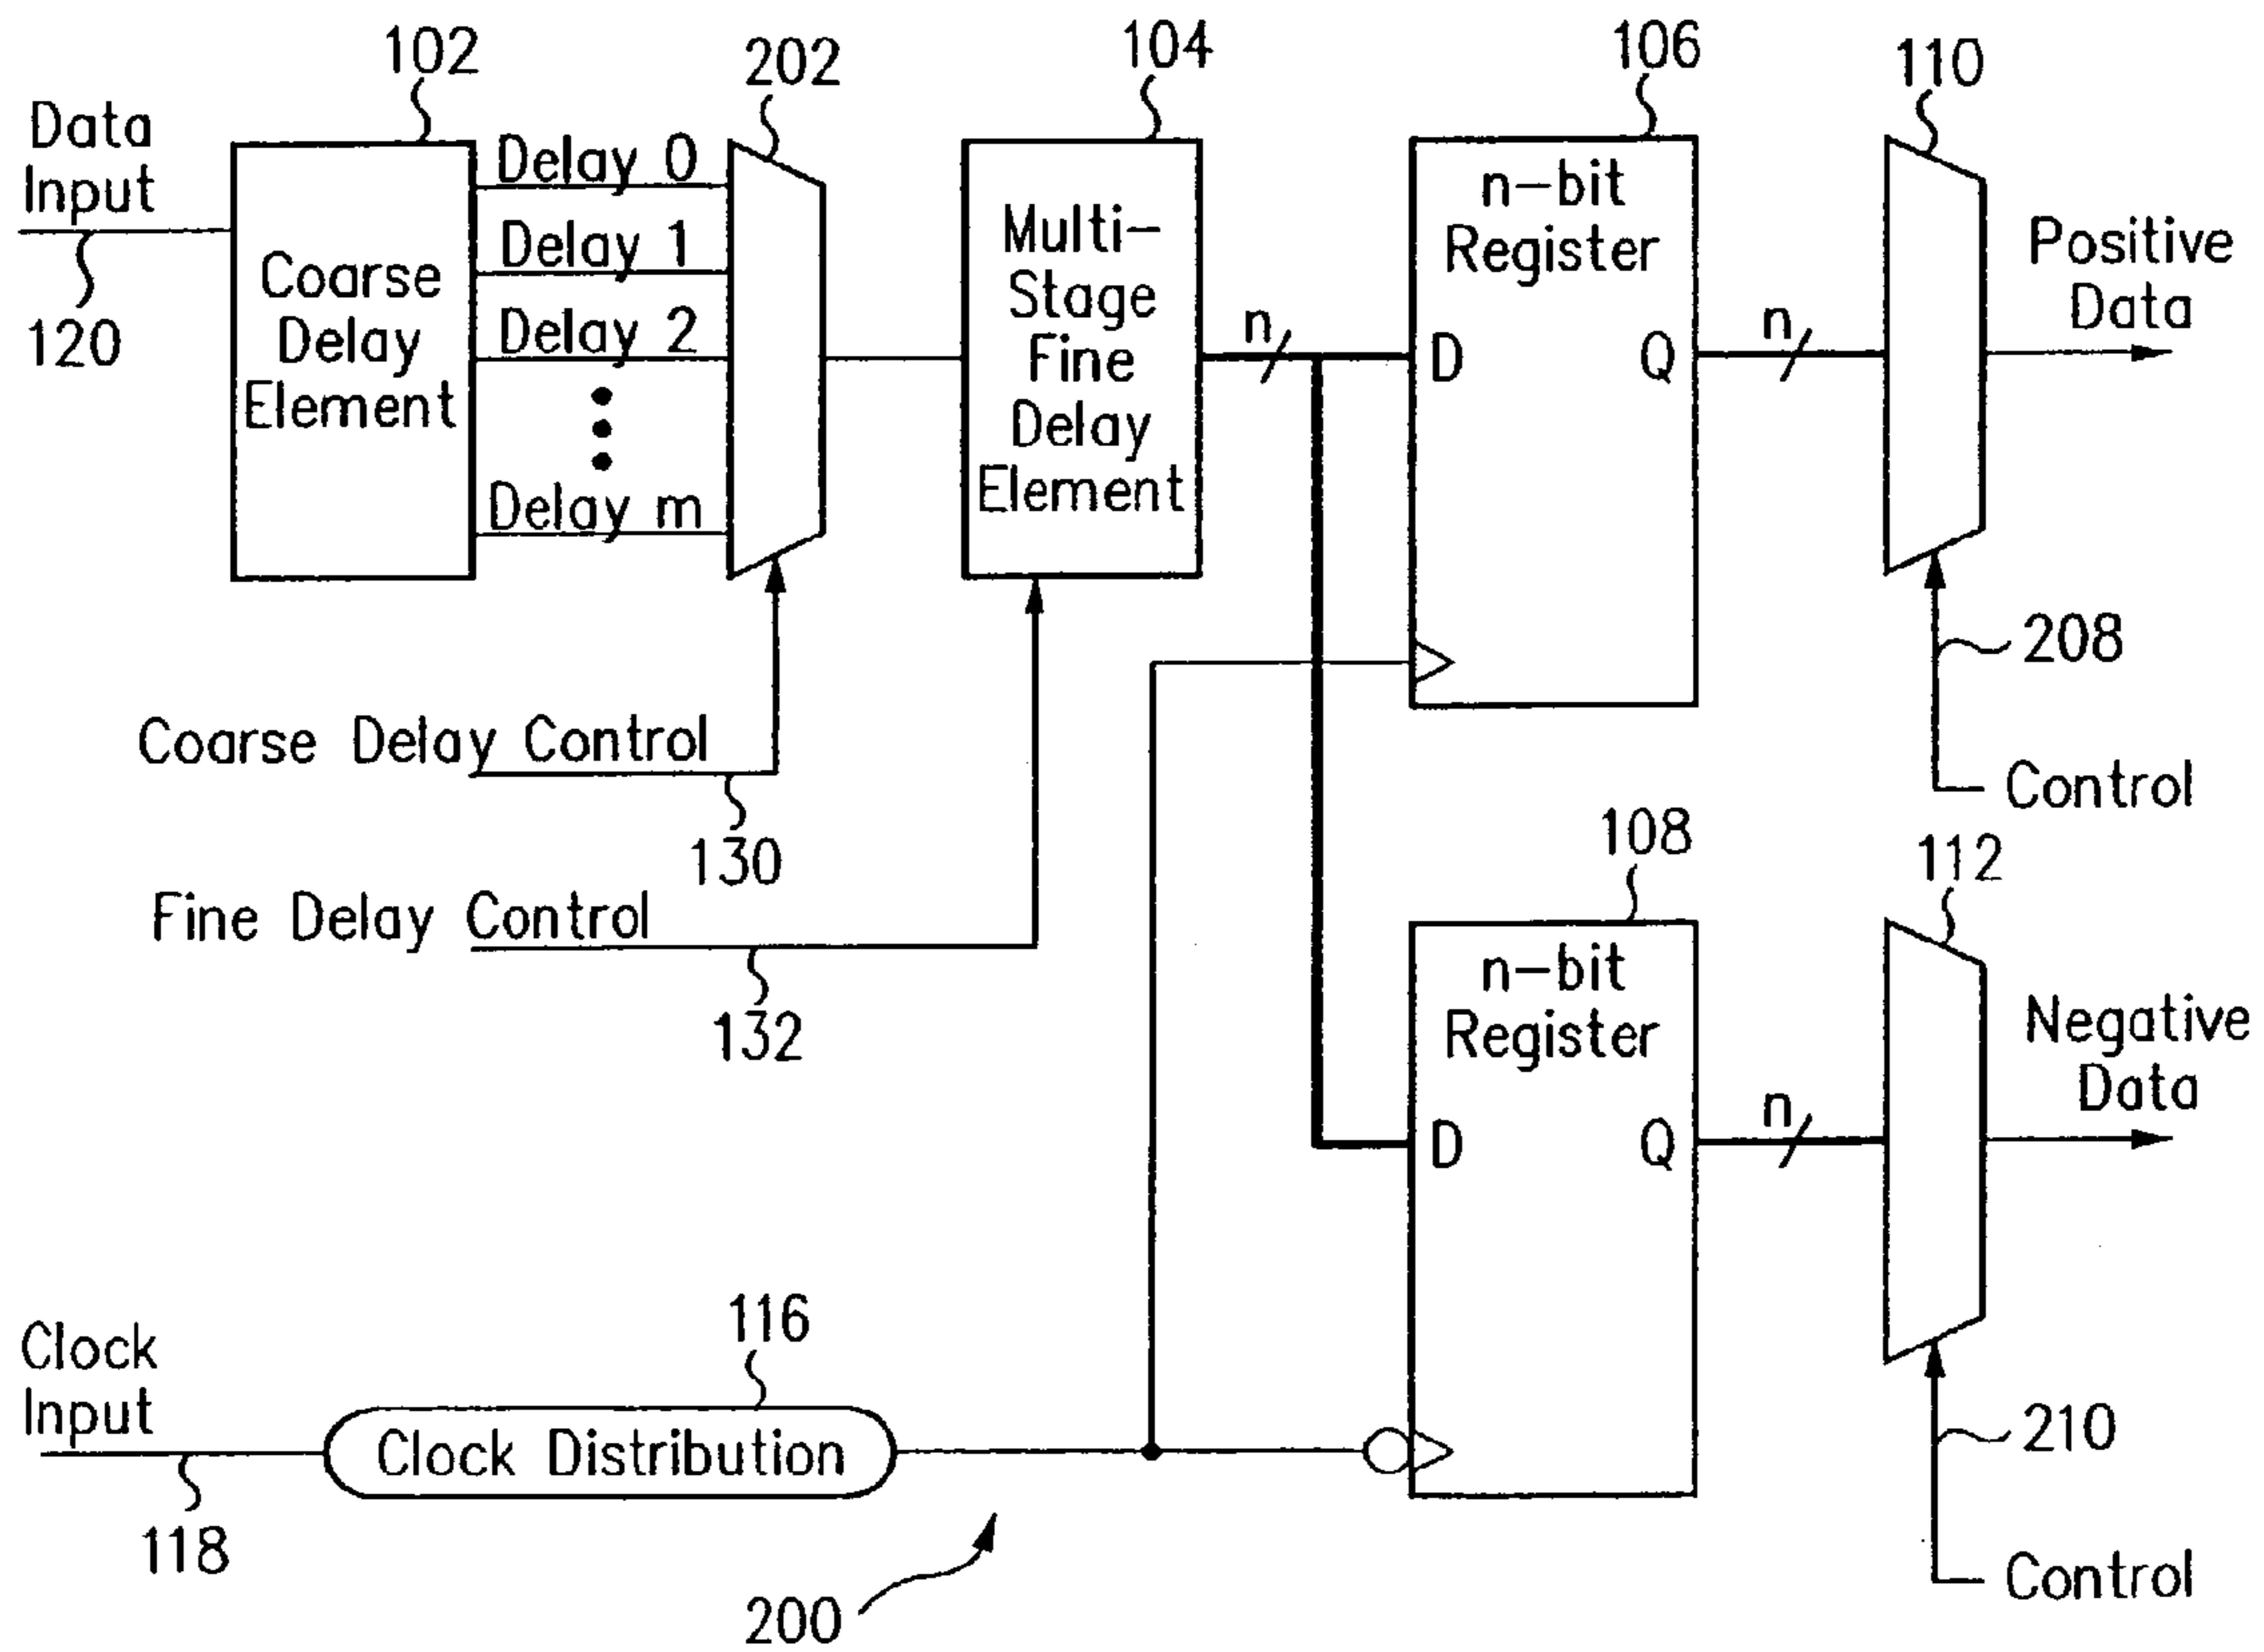 102
202
104
106
110
Data
Input
120
Coarse
Delay
Element
Delay 0
Delay 1
Delay 2
Delay m
Multi-
Stage
Fine
Delay
Element
n
n-bit
Register
D
Q
n
Positive
Data
208
Control
Coarse Delay Control
130
Fine Delay Control
132
108
112
n-bit
Register
D
Q
n
Negative
Data
210
Control
Clock
Input
118
116
Clock Distribution
200